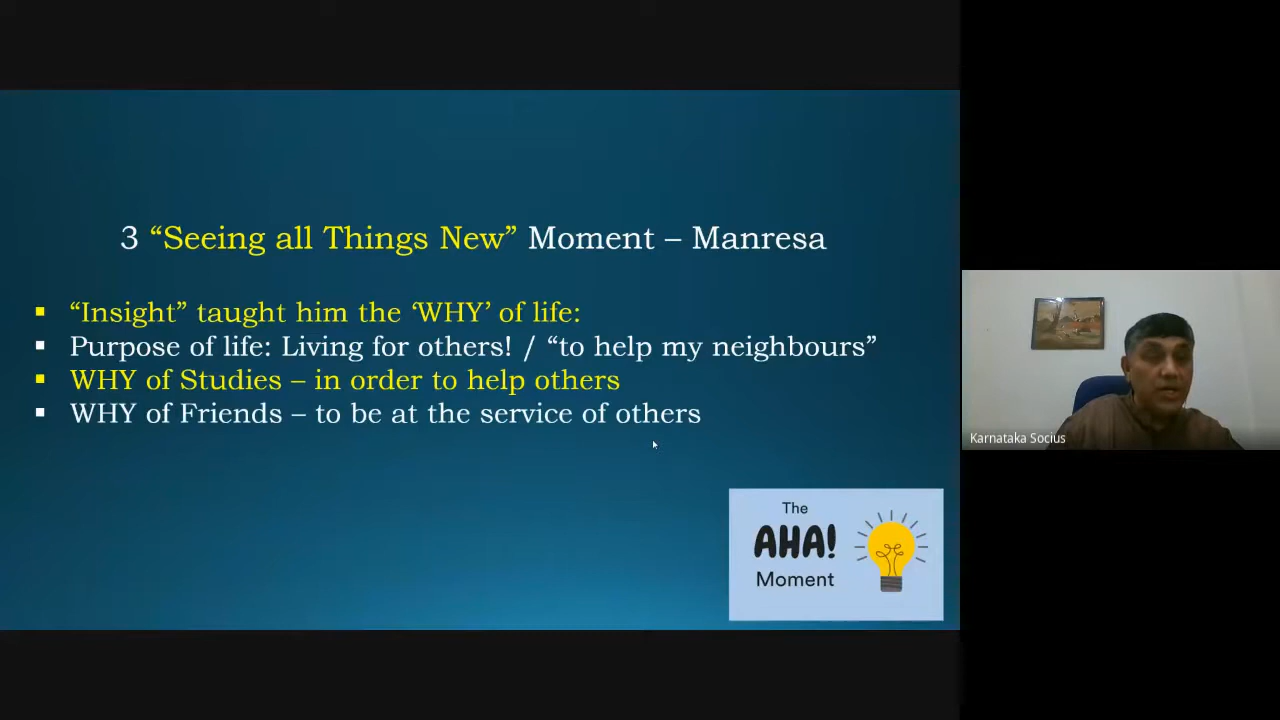 3 “Seeing all Things New” Moment – Manresa
“Insight” taught him the ‘WHY’ of life:
Purpose of life: Living for others! / “to help my neighbours”
WHY of Studies – in order to help others
WHY of Friends – to be at the service of others
The
AHA!
Moment
Karnataka Socius